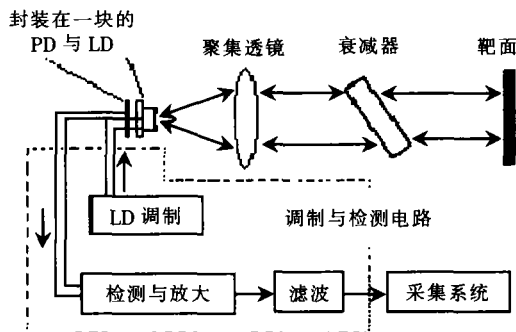 封装在一块的
PD 与 LD
聚集透镜
衰减器
靶面
LD 调制
调制与检测电路
检测与放大
滤波
采集系统